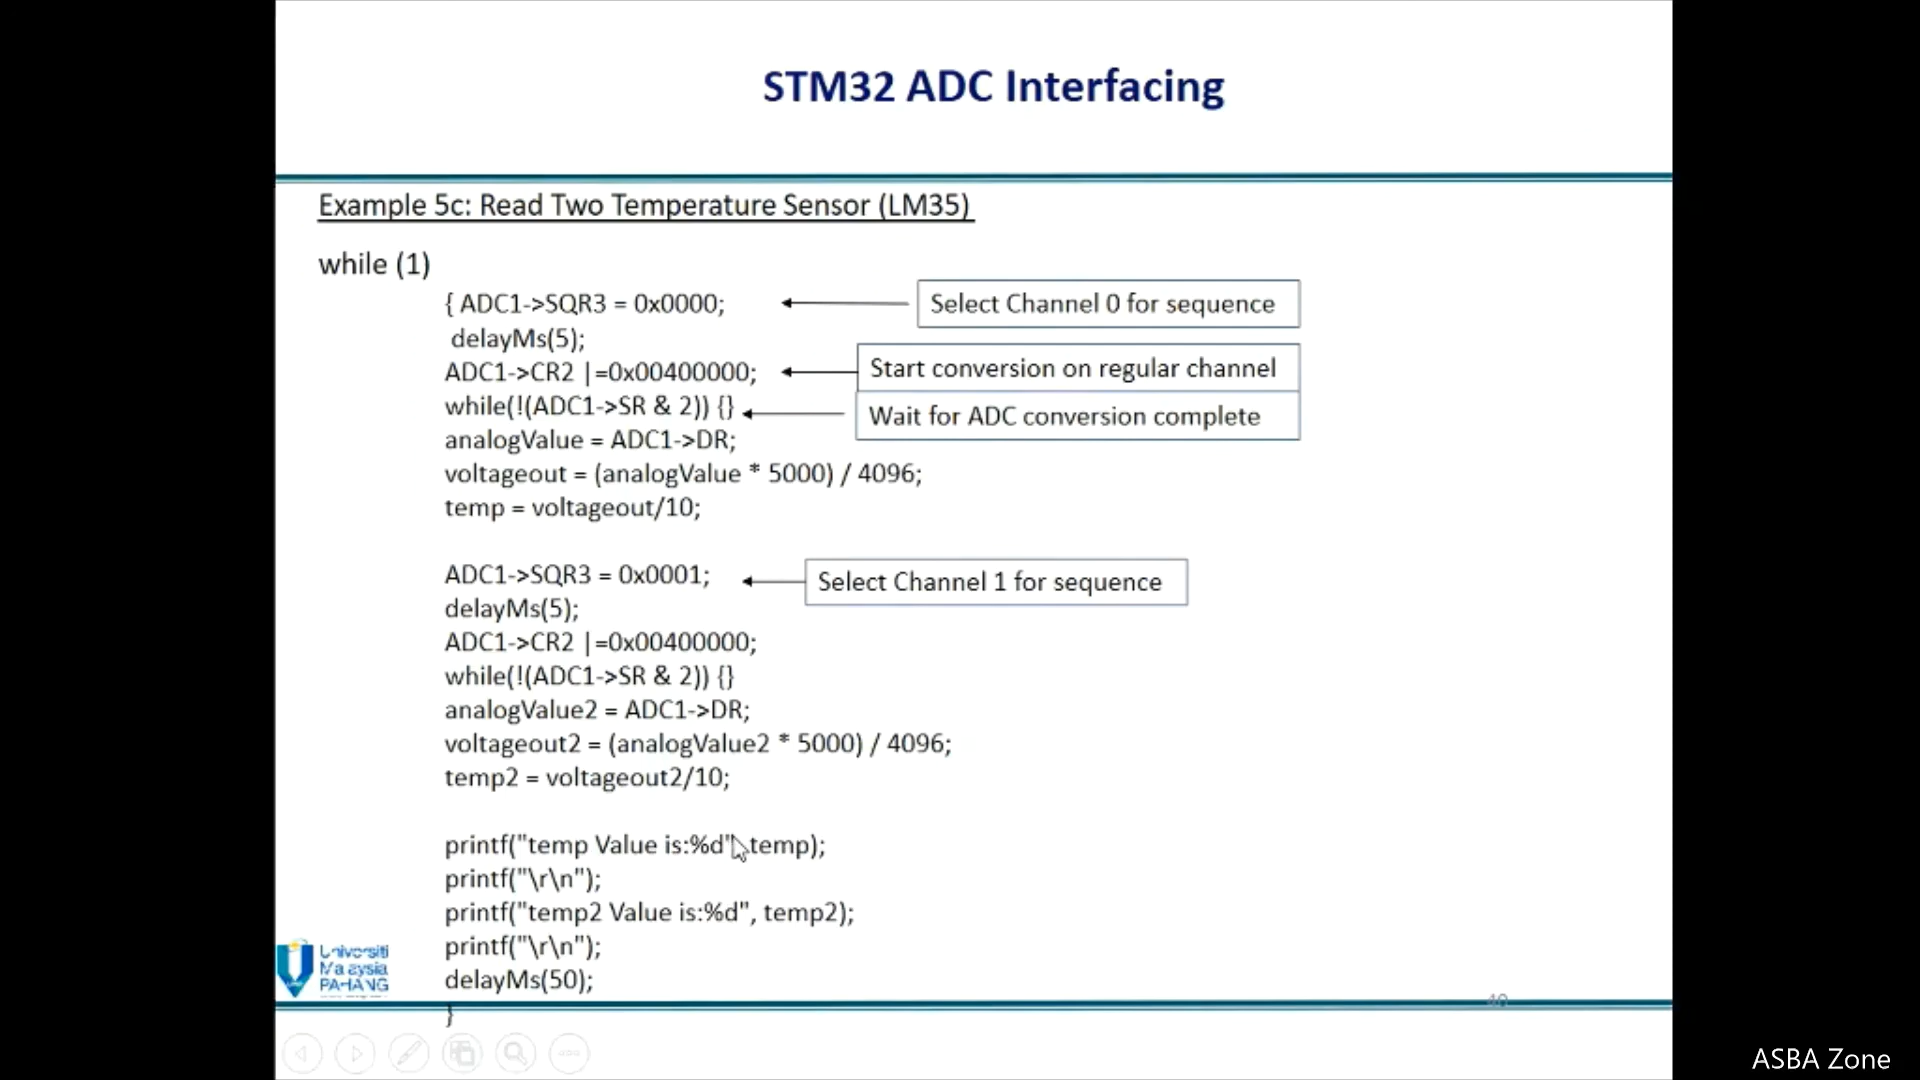 STM32 ADC Interfacing
Example 5c: Read Two Temperature Sensor (LM35)
while (1)
{ ADC1->SQR3 = 0x0000;
Select Channel 0 for sequence
delayMs(5);
ADC1->CR2 |=0x00400000;
Start conversion on regular channel
while(!(ADC1->SR & 2)) {}
Wait for ADC conversion complete
analogValue = ADC1->DR;
voltageout = (analogValue * 5000) / 4096;
temp = voltageout/10;
ADC1->SQR3 = 0x0001;
Select Channel 1 for sequence
delayMs(5);
ADC1->CR2 |=0x00400000;
while(!(ADC1->SR & 2)) {}
analogValue2 = ADC1->DR;
voltageout2 = (analogValue2 * 5000) / 4096;
temp2 = voltageout2/10;
printf("temp Value is:%d", temp);
printf("\r\n");
printf("temp2 Value is:%d", temp2);
printf("\r\n");
delayMs(50);
}
Universiti
Malaysia
PAHANG
40
ASBA Zone